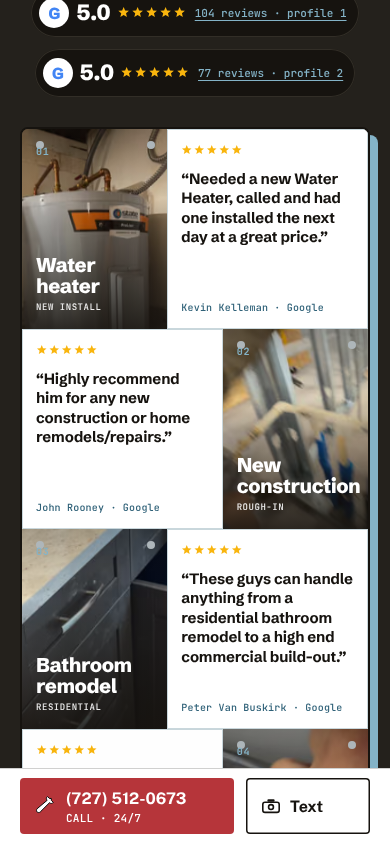 G 5.0 ★★★★★ 104 reviews · profile 1
G 5.0 ★★★★★ 77 reviews · profile 2
01
Water
heater
NEW INSTALL
★★★★★
“Needed a new Water
Heater, called and had
one installed the next
day at a great price.”
Kevin Kelleman · Google
★★★★★
“Highly recommend
him for any new
construction or home
remodels/repairs.”
John Rooney · Google
02
New
construction
ROUGH-IN
Bathroom
remodel
RESIDENTIAL
★★★★★
“These guys can handle
anything from a
residential bathroom
remodel to a high end
commercial build-out.”
Peter Van Buskirk · Google
★★★★★
04
(727) 512-0673
CALL · 24/7
Text